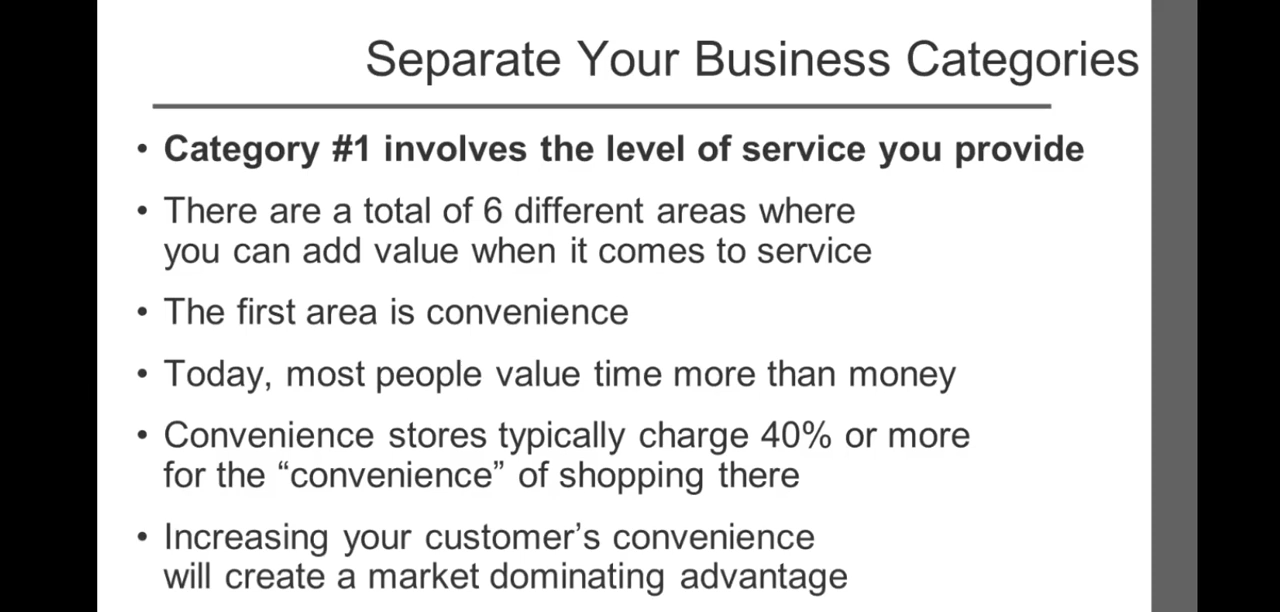 Separate Your Business Categories
• Category #1 involves the level of service you provide
• There are a total of 6 different areas where
you can add value when it comes to service
• The first area is convenience
• Today, most people value time more than money
• Convenience stores typically charge 40% or more
for the “convenience” of shopping there
• Increasing your customer’s convenience
will create a market dominating advantage